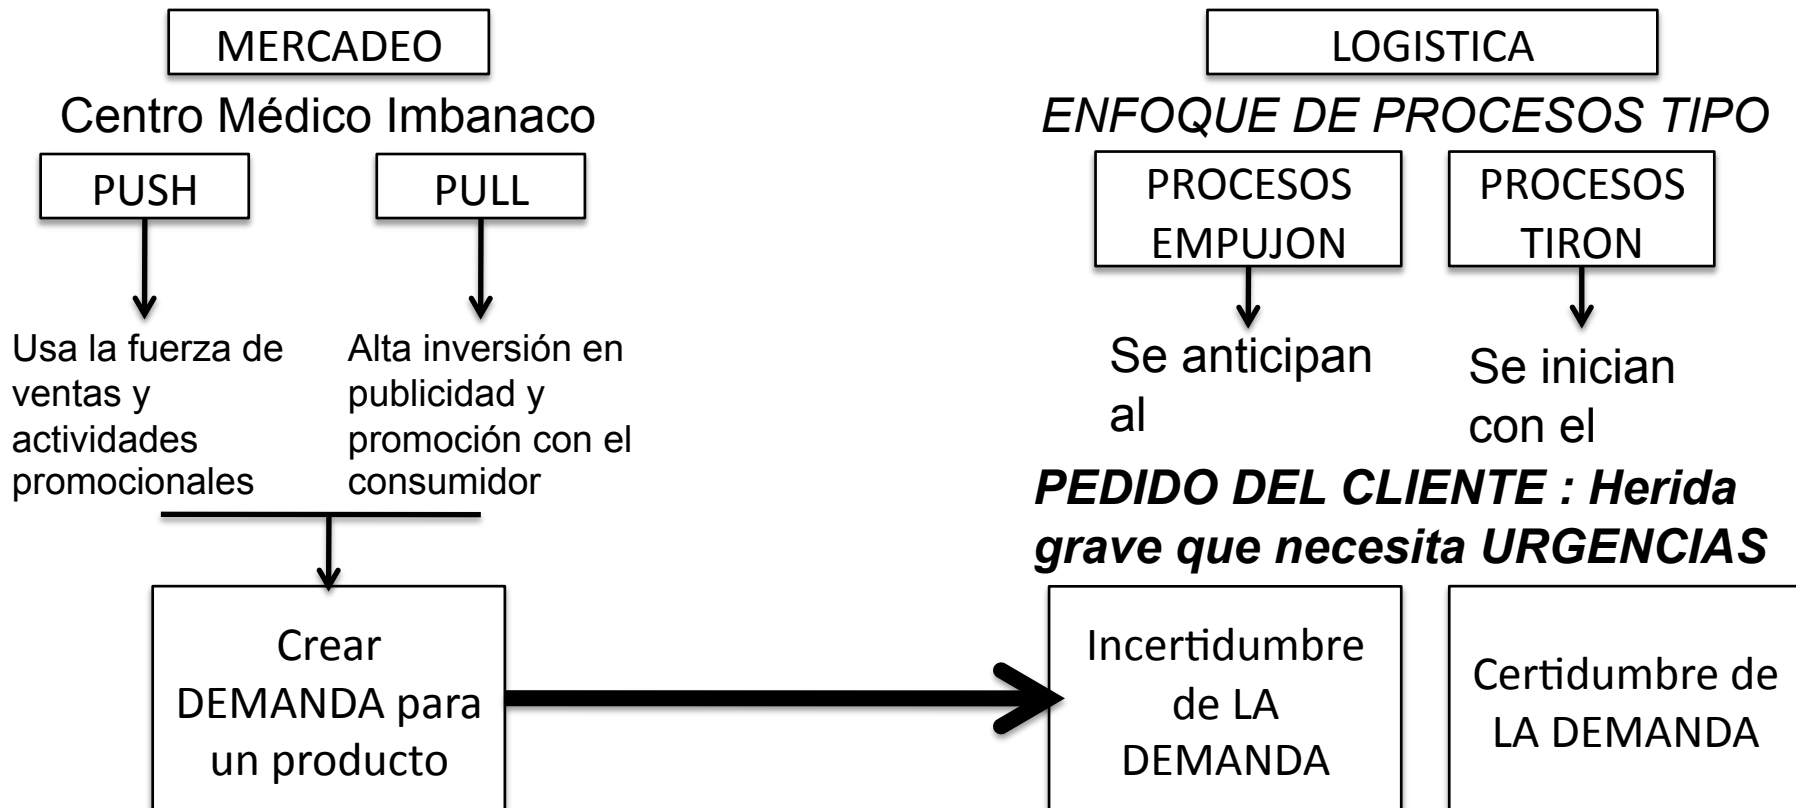 MERCADEO
Centro Médico Imbanaco
PUSH
PULL
Usa la fuerza de
ventas y
actividades
promocionales
Alta inversión en
publicidad y
promoción con el
consumidor
Crear
DEMANDA para
un producto
LOGISTICA
ENFOQUE DE PROCESOS TIPO
PROCESOS
EMPUJON
PROCESOS
TIRON
Se anticipan
al
Se inician
con el
PEDIDO DEL CLIENTE : Herida
grave que necesita URGENCIAS
Incertidumbre
de LA
DEMANDA
Certidumbre de
LA DEMANDA